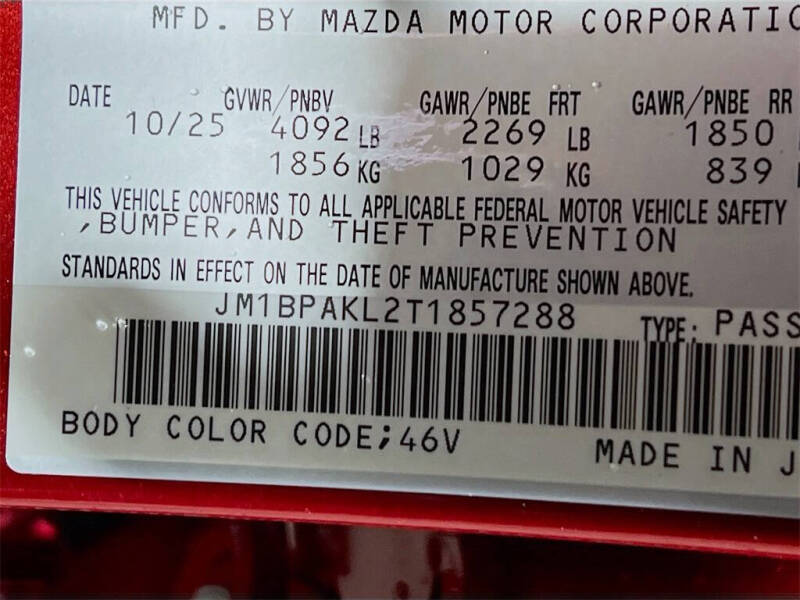 MFD. BY MAZDA MOTOR CORPORATIO
DATE GVWR/PNBV GAWR/PNBE FRT GAWR/PNBE RR
10/25 4092 LB 2269 LB 1850
1856 KG 1029 KG 839
THIS VEHICLE CONFORMS TO ALL APPLICABLE FEDERAL MOTOR VEHICLE SAFETY
,BUMPER,AND THEFT PREVENTION
STANDARDS IN EFFECT ON THE DATE OF MANUFACTURE SHOWN ABOVE.
JM1BPAKL2T1857288 TYPE: PASS
BODY COLOR CODE;46V MADE IN J